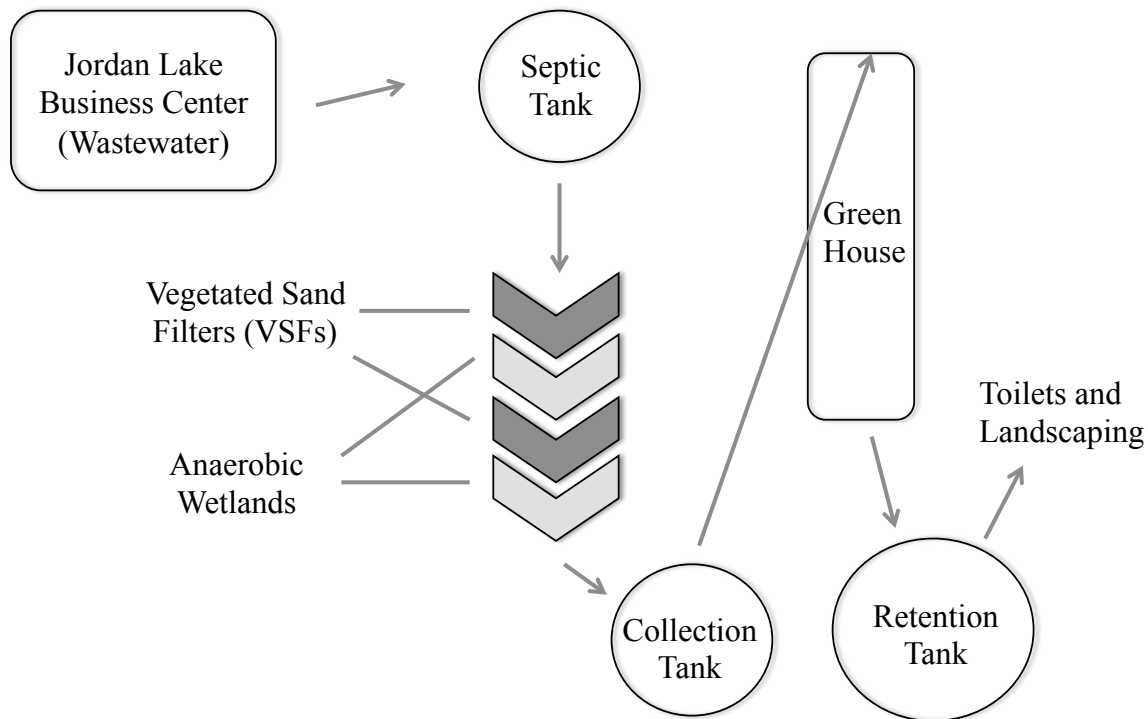 Jordan Lake
Business Center
(Wastewater)
Septic
Tank
Green
House
Vegetated Sand
Filters (VSFs)
Toilets and
Landscaping
Anaerobic
Wetlands
Collection
Tank
Retention
Tank